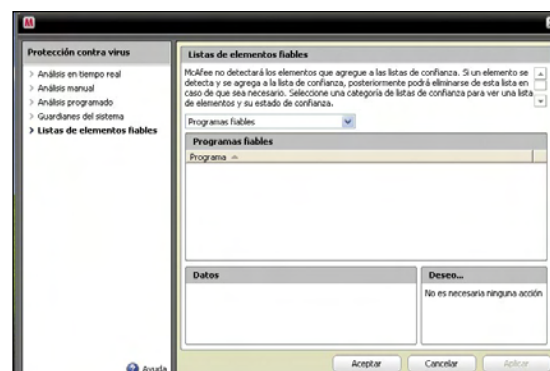 Protección contra virus
> Análisis en tiempo real
> Análisis manual
> Análisis programado
> Guardianes del sistema
> Listas de elementos fiables
Ayuda
Listas de elementos fiables
McAfee no detectará los elementos que agregue a las listas de confianza. Si un elemento se
detecta y se agrega a la lista de confianza, posteriormente podrá eliminarse de esta lista en
caso de que sea necesario. Seleccione una categoría de listas de confianza para ver una lista
de elementos y su estado de confianza.
Programas fiables
Programas fiables
Programa
Datos
Deseo...
No es necesaria ninguna acción
Aceptar
Cancelar
Aplicar